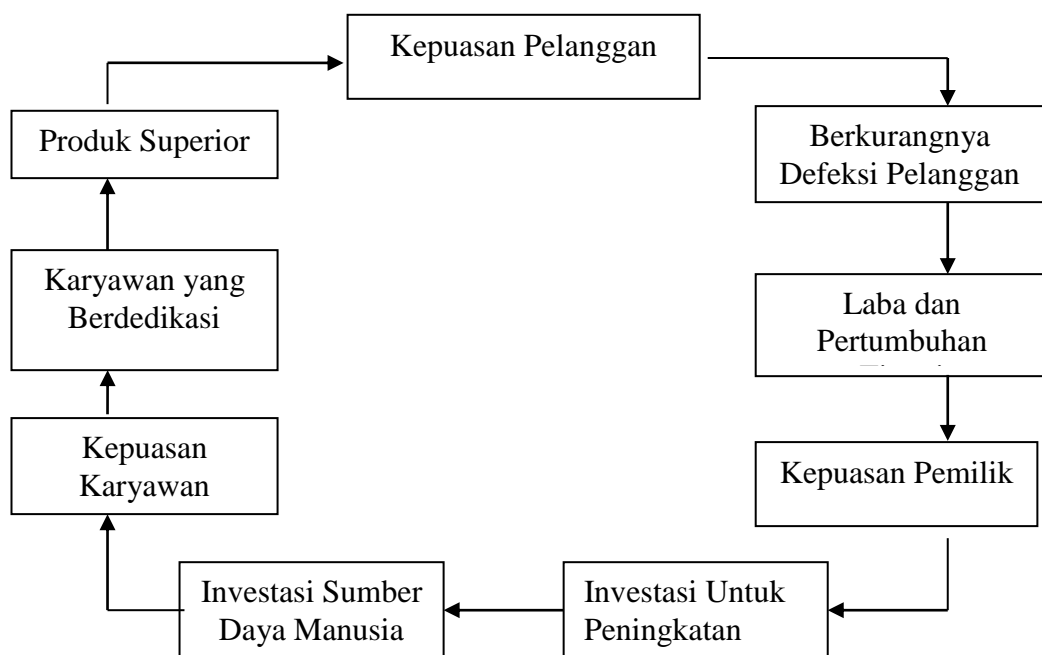 Kepuasan Pelanggan
Produk Superior
Berkurangnya
Defeksi Pelanggan
Karyawan yang
Berdedikasi
Laba dan
Pertumbuhan
Kepuasan
Karyawan
Kepuasan Pemilik
Investasi Sumber
Daya Manusia
Investasi Untuk
Peningkatan